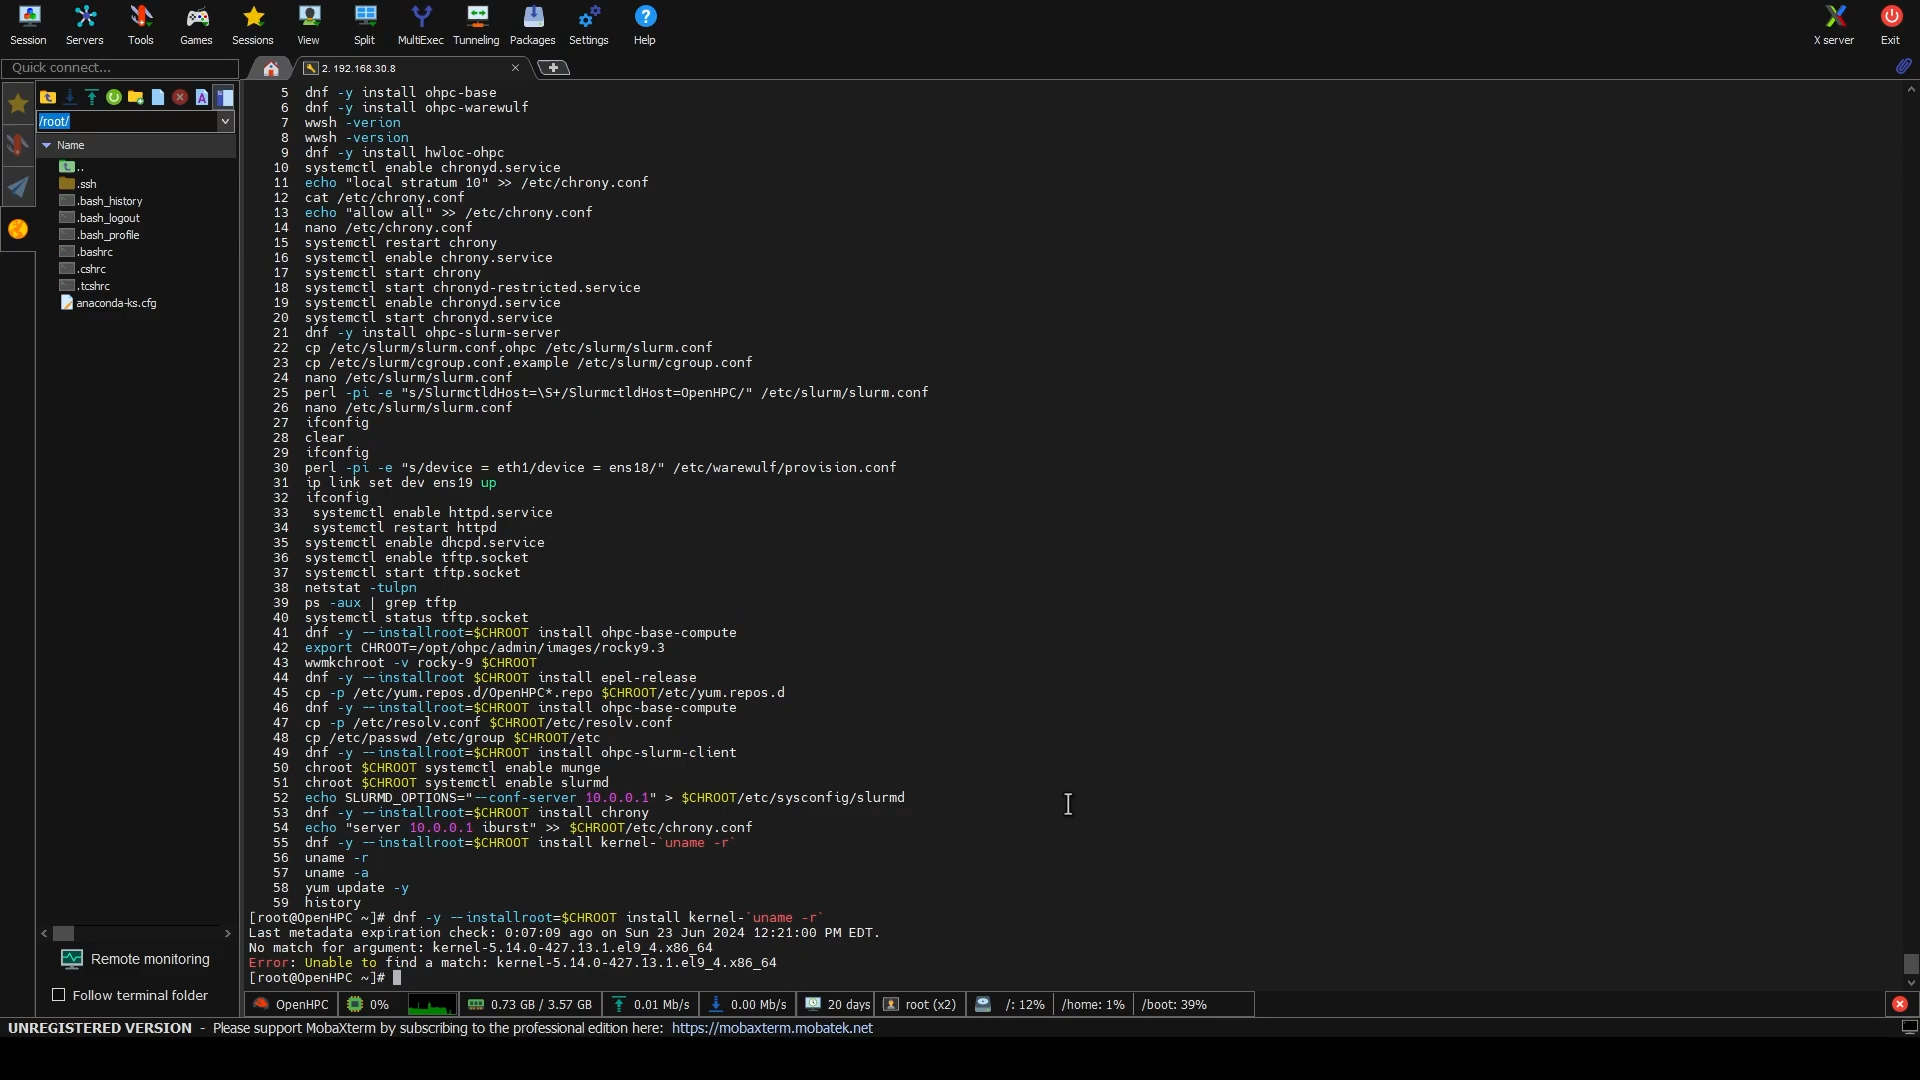 Session
Servers
Tools
Games
Sessions
View
Split
MultiExec
Tunneling
Packages
Settings
Help
X server
Exit
Quick connect...
2. 192.168.30.8
/root/
Name
..
.ssh
.bash_history
.bash_logout
.bash_profile
.bashrc
.cshrc
.tcshrc
anaconda-ks.cfg
Remote monitoring
Follow terminal folder
5 dnf -y install ohpc-base
6 dnf -y install ohpc-warewulf
7 wwsh -verion
8 wwsh -version
9 dnf -y install hwloc-ohpc
10 systemctl enable chronyd.service
11 echo "local stratum 10" >> /etc/chrony.conf
12 cat /etc/chrony.conf
13 echo "allow all" >> /etc/chrony.conf
14 nano /etc/chrony.conf
15 systemctl restart chrony
16 systemctl enable chrony.service
17 systemctl start chrony
18 systemctl start chronyd-restricted.service
19 systemctl enable chronyd.service
20 systemctl start chronyd.service
21 dnf -y install ohpc-slurm-server
22 cp /etc/slurm/slurm.conf.ohpc /etc/slurm/slurm.conf
23 cp /etc/slurm/cgroup.conf.example /etc/slurm/cgroup.conf
24 nano /etc/slurm/slurm.conf
25 perl -pi -e "s/SlurmctldHost=\S+/SlurmctldHost=OpenHPC/" /etc/slurm/slurm.conf
26 nano /etc/slurm/slurm.conf
27 ifconfig
28 clear
29 ifconfig
30 perl -pi -e "s/device = eth1/device = ens18/" /etc/warewulf/provision.conf
31 ip link set dev ens19 up
32 ifconfig
33  systemctl enable httpd.service
34  systemctl restart httpd
35 systemctl enable dhcpd.service
36 systemctl enable tftp.socket
37 systemctl start tftp.socket
38 netstat -tulpn
39 ps -aux | grep tftp
40 systemctl status tftp.socket
41 dnf -y --installroot=$CHROOT install ohpc-base-compute
42 export CHROOT=/opt/ohpc/admin/images/rocky9.3
43 wwmkchroot -v rocky-9 $CHROOT
44 dnf -y --installroot $CHROOT install epel-release
45 cp -p /etc/yum.repos.d/OpenHPC*.repo $CHROOT/etc/yum.repos.d
46 dnf -y --installroot=$CHROOT install ohpc-base-compute
47 cp -p /etc/resolv.conf $CHROOT/etc/resolv.conf
48 cp /etc/passwd /etc/group $CHROOT/etc
49 dnf -y --installroot=$CHROOT install ohpc-slurm-client
50 chroot $CHROOT systemctl enable munge
51 chroot $CHROOT systemctl enable slurmd
52 echo SLURMD_OPTIONS="--conf-server 10.0.0.1" > $CHROOT/etc/sysconfig/slurmd
53 dnf -y --installroot=$CHROOT install chrony
54 echo "server 10.0.0.1 iburst" >> $CHROOT/etc/chrony.conf
55 dnf -y --installroot=$CHROOT install kernel-`uname -r`
56 uname -r
57 uname -a
58 yum update -y
59 history
[root@OpenHPC ~]# dnf -y --installroot=$CHROOT install kernel-`uname -r`
Last metadata expiration check: 0:07:09 ago on Sun 23 Jun 2024 12:21:00 PM EDT.
No match for argument: kernel-5.14.0-427.13.1.el9_4.x86_64
Error: Unable to find a match: kernel-5.14.0-427.13.1.el9_4.x86_64
[root@OpenHPC ~]#
OpenHPC 0% 0.73 GB / 3.57 GB 0.01 Mb/s 0.00 Mb/s 20 days root (x2) /: 12% /home: 1% /boot: 39%
UNREGISTERED VERSION - Please support MobaXterm by subscribing to the professional edition here: https://mobaxterm.mobatek.net